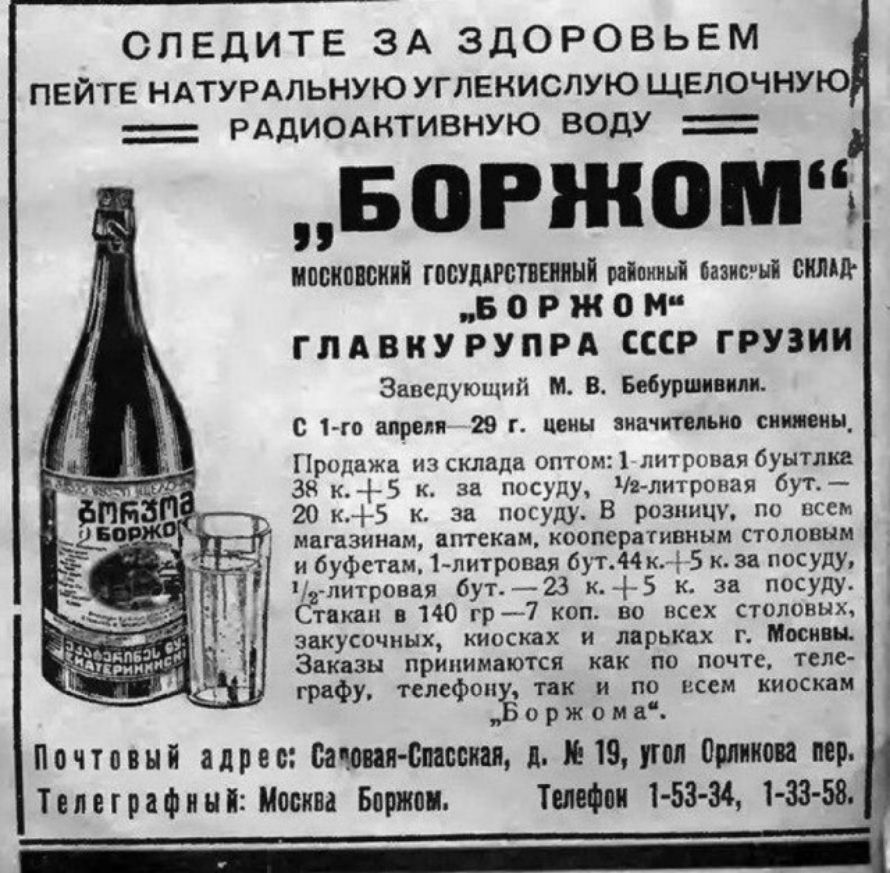 СЛЕДИТЕ ЗА ЗДОРОВЬЕМ
ПЕЙТЕ НАТУРАЛЬНУЮ УГЛЕКИСЛУЮ ЩЕЛОЧНУЮ
РАДИОАКТИВНУЮ ВОДУ
„БОРЖОМ“
МОСКОВСКИЙ ГОСУДАРСТВЕННЫЙ районный базисный СКЛАД-
„БОРЖОМ“
ГЛАВКУРУПРА СССР ГРУЗИИ
Заведующий М. В. Бебуршивили.
С 1-го апреля—29 г. цены значительно снижены.
Продажа из склада оптом: 1-литровая буытлка
38 к.+5 к. за посуду, ½-литровая бут.—
20 к.+5 к. за посуду. В розницу, по всем
магазинам, аптекам, кооперативным столовым
и буфетам, 1-литровая бут. 44 к.+5 к. за посуду,
½-литровая бут.—23 к.+5 к. за посуду.
Стакан в 140 гр—7 коп. во всех столовых,
закусочных, киосках и ларьках г. Москвы.
Заказы принимаются как по почте, теле-
графу, телефону, так и по всем киоскам
„Боржома“.
ბორჯომი
БОРЖОМ
ЕКАТЕРИНИНСК
Почтовый адрес: Садовая-Спасская, д. № 19, угол Орликова пер.
Телеграфный: Москва Боржом. Телефон 1-53-34, 1-33-58.